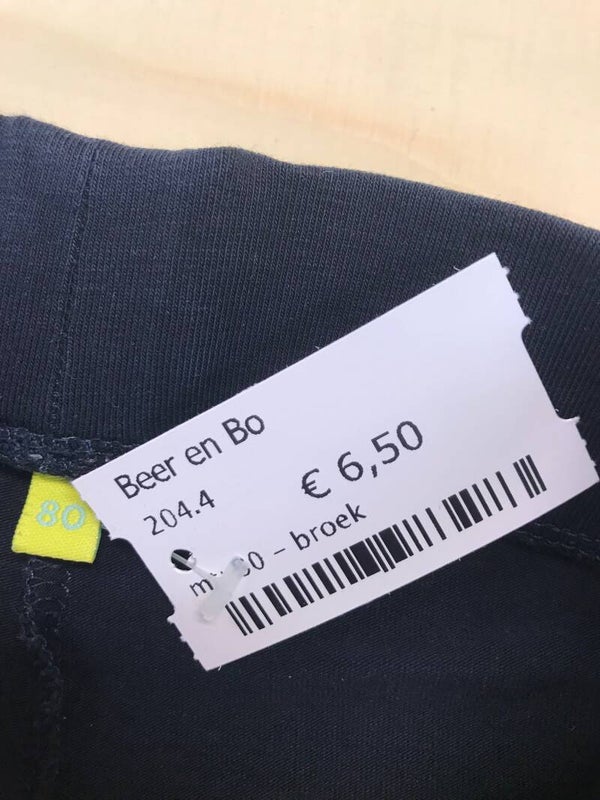 Beer en Bo
204.4
€ 6,50
- broek
80